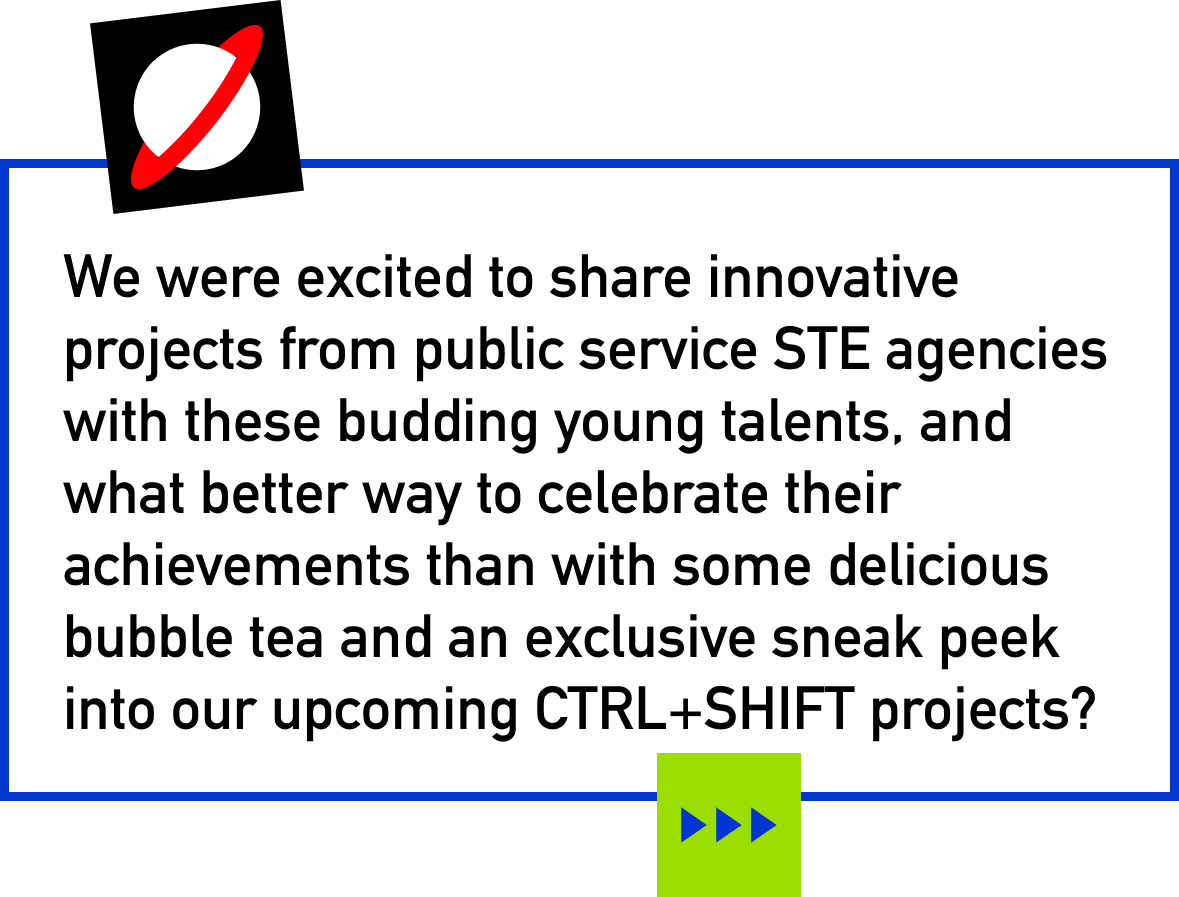 We were excited to share innovative
projects from public service STE agencies
with these budding young talents, and
what better way to celebrate their
achievements than with some delicious
bubble tea and an exclusive sneak peek
into our upcoming CTRL+SHIFT projects?